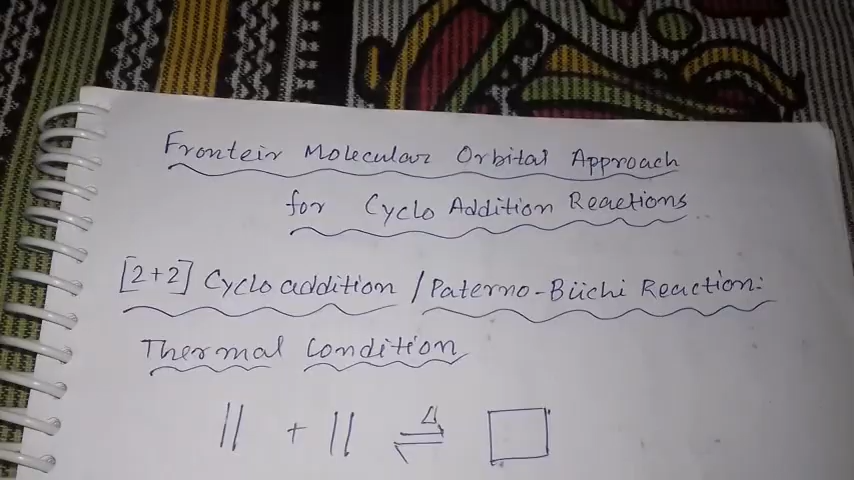 Fronteir Molecular Orbital Approach
for Cyclo Addition Reactions
[2+2] Cyclo addition / Paterno-Büchi Reaction:
Thermal Condition
|| + || ⇌ Δ □